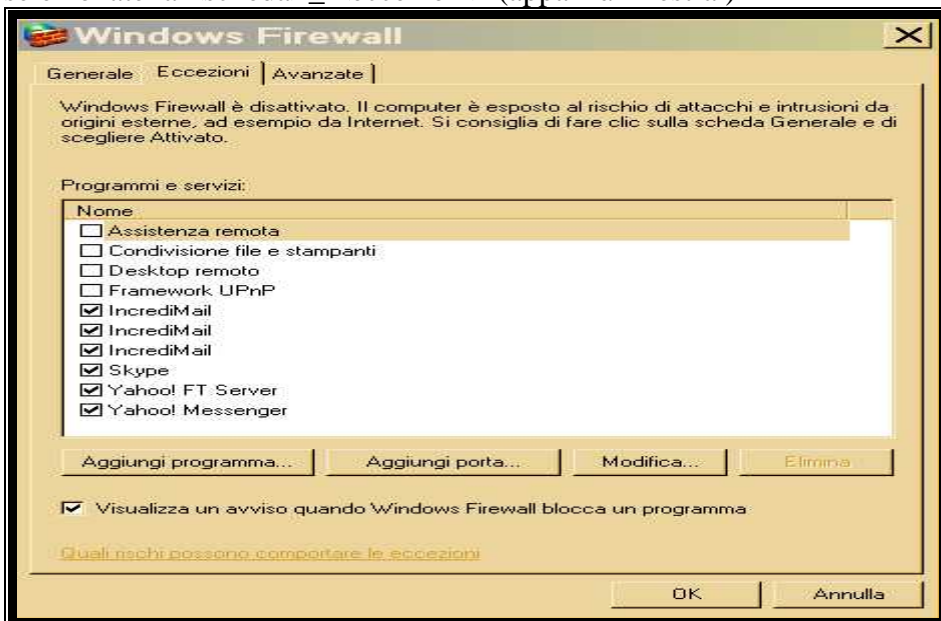 Windows Firewall
Generale Eccezioni Avanzate
Windows Firewall è disattivato. Il computer è esposto al rischio di attacchi e intrusioni da
origini esterne, ad esempio da Internet. Si consiglia di fare clic sulla scheda Generale e di
scegliere Attivato.
Programmi e servizi:
Nome
Assistenza remota
Condivisione file e stampanti
Desktop remoto
Framework UPnP
IncrediMail
IncrediMail
IncrediMail
Skype
Yahoo! FT Server
Yahoo! Messenger
Aggiungi programma... Aggiungi porta... Modifica... Elimina
Visualizza un avviso quando Windows Firewall blocca un programma
Quali rischi possono comportare le eccezioni
OK Annulla